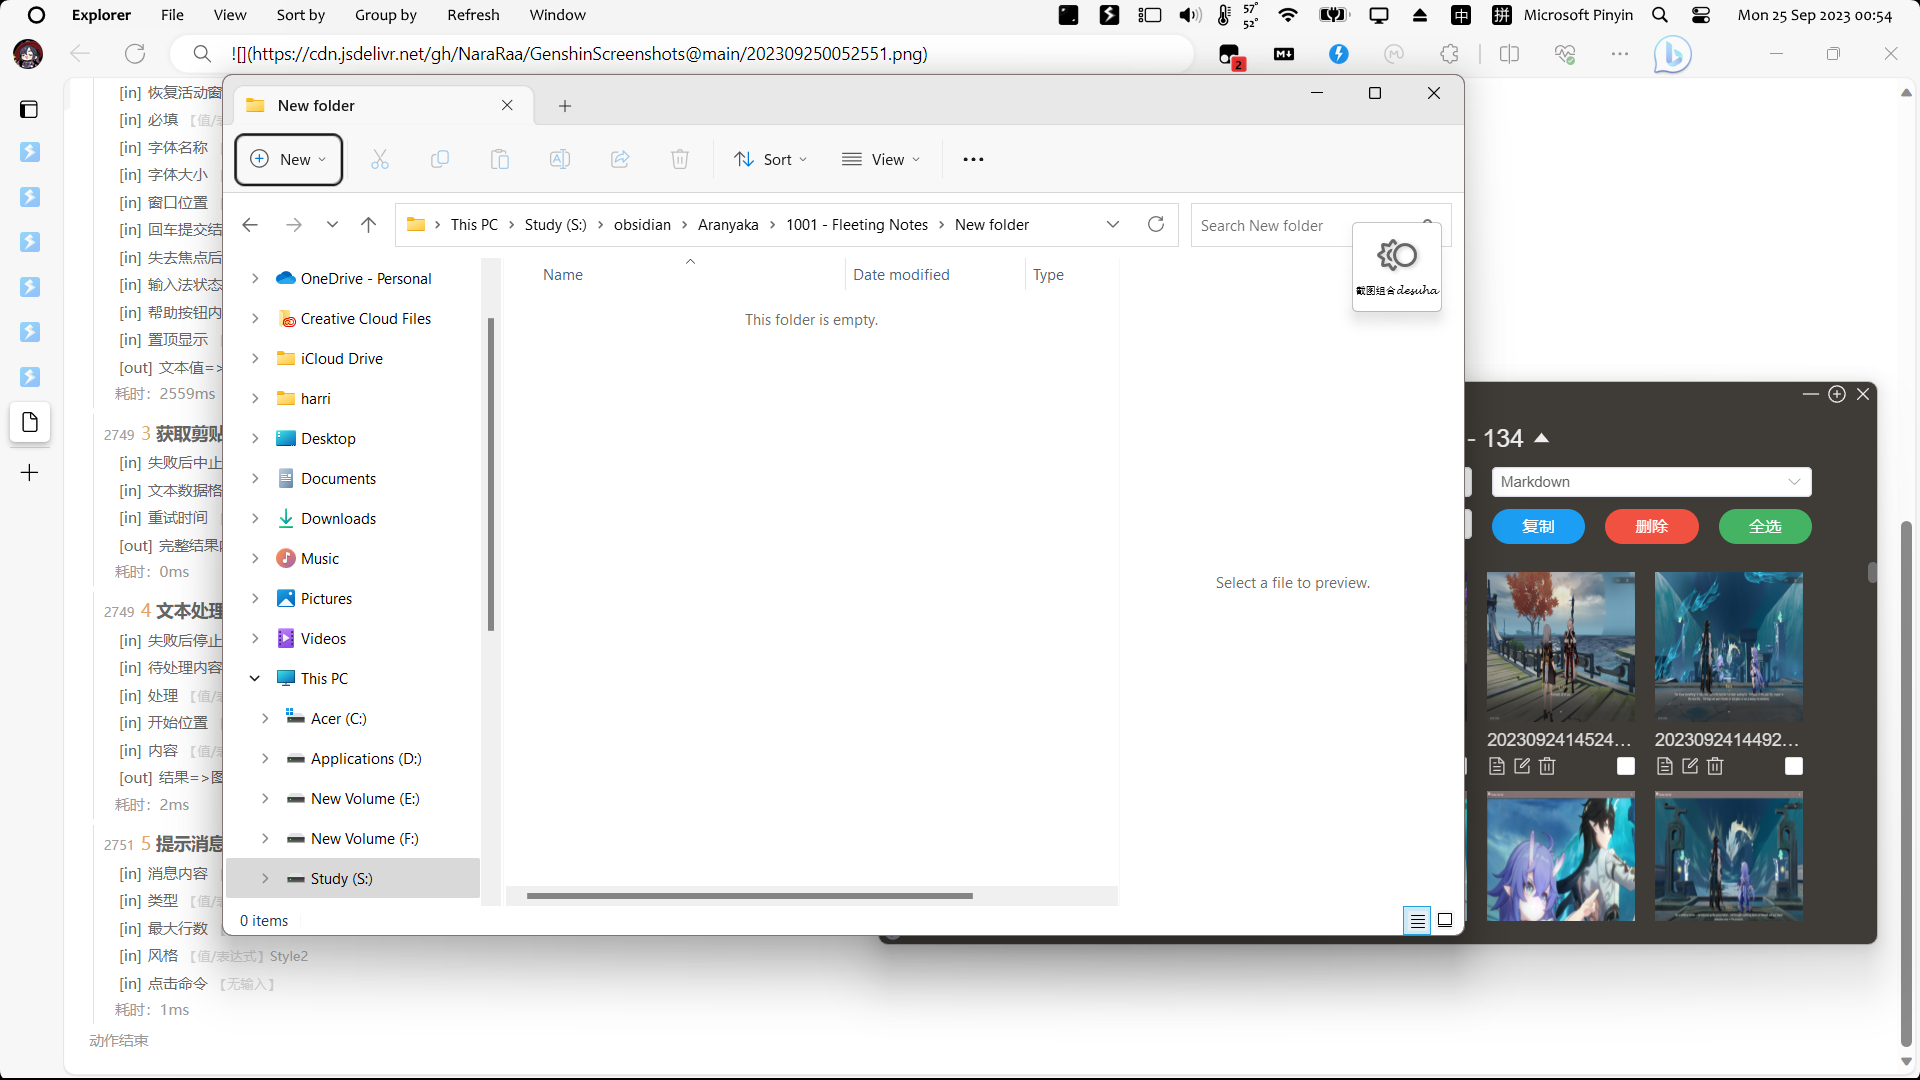 Explorer File View Sort by Group by Refresh Window
57° 52° 中 拼 Microsoft Pinyin Mon 25 Sep 2023 00:54
![](https://cdn.jsdelivr.net/gh/NaraRaa/GenshinScreenshots@main/202309250052551.png)
2
[in] 恢复活动窗
[in] 必填 【值/
[in] 字体名称
[in] 字体大小
[in] 窗口位置
[in] 回车提交结
[in] 失去焦点后
[in] 输入法状态
[in] 帮助按钮内
[in] 置顶显示
[out] 文本值=>
耗时：2559ms
2749 3 获取剪贴
[in] 失败后中止
[in] 文本数据格
[in] 重试时间
[out] 完整结果
耗时：0ms
2749 4 文本处理
[in] 失败后停止
[in] 待处理内容
[in] 处理 【值/
[in] 开始位置
[in] 内容 【值/
[out] 结果=>图
耗时：2ms
2751 5 提示消息
[in] 消息内容
[in] 类型 【值/
[in] 最大行数
[in] 风格 【值/表达式】Style2
[in] 点击命令 【无输入】
耗时：1ms
动作结束
New folder
New Sort View
This PC Study (S:) obsidian Aranyaka 1001 - Fleeting Notes New folder
Search New folder
截图组合desuha
OneDrive - Personal
Creative Cloud Files
iCloud Drive
harri
Desktop
Documents
Downloads
Music
Pictures
Videos
This PC
Acer (C:)
Applications (D:)
New Volume (E:)
New Volume (F:)
Study (S:)
Name Date modified Type
This folder is empty.
Select a file to preview.
0 items
- 134
Markdown
复制 删除 全选
2023092414524... 2023092414492...